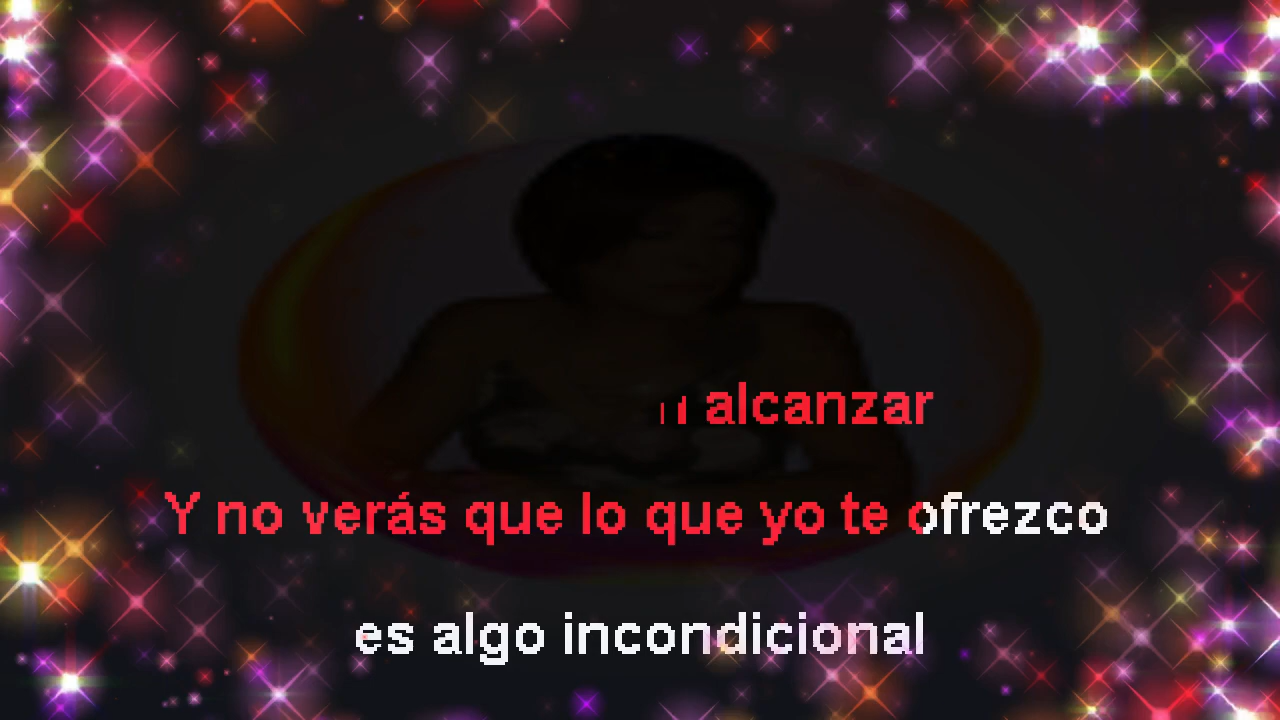 alcanzar
Y no verás que lo que yo te ofrezco
es algo incondicional